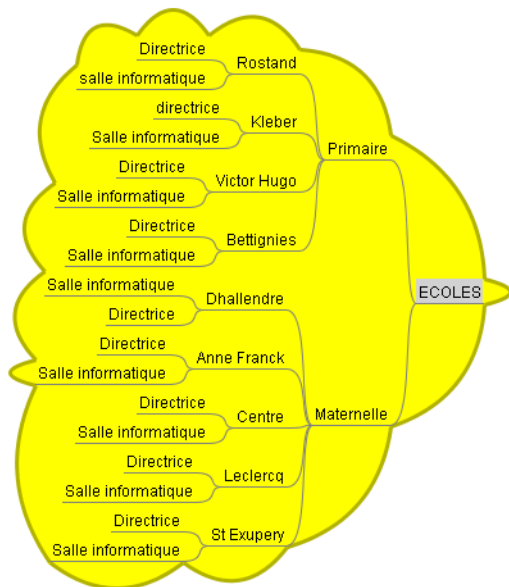 Directrice
Rostand
salle informatique
directrice
Kleber
Salle informatique
Primaire
Directrice
Victor Hugo
Salle informatique
Directrice
Bettignies
Salle informatique
ECOLES
Salle informatique
Dhallendre
Directrice
Directrice
Anne Franck
Salle informatique
Directrice
Centre
Maternelle
Salle informatique
Directrice
Leclercq
Salle informatique
Directrice
St Exupery
Salle informatique